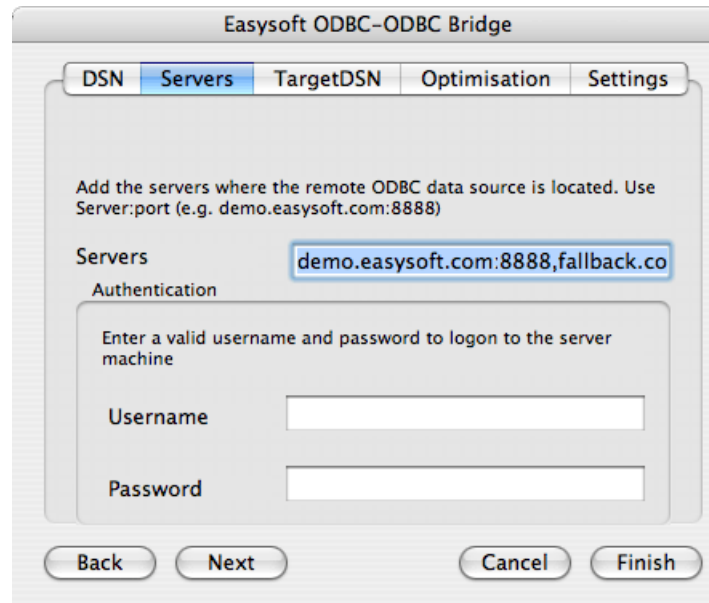 Easysoft ODBC-ODBC Bridge
DSN Servers TargetDSN Optimisation Settings
Add the servers where the remote ODBC data source is located. Use
Server:port (e.g. demo.easysoft.com:8888)
Servers demo.easysoft.com:8888,fallback.co
Authentication
Enter a valid username and password to logon to the server
machine
Username
Password
Back Next Cancel Finish